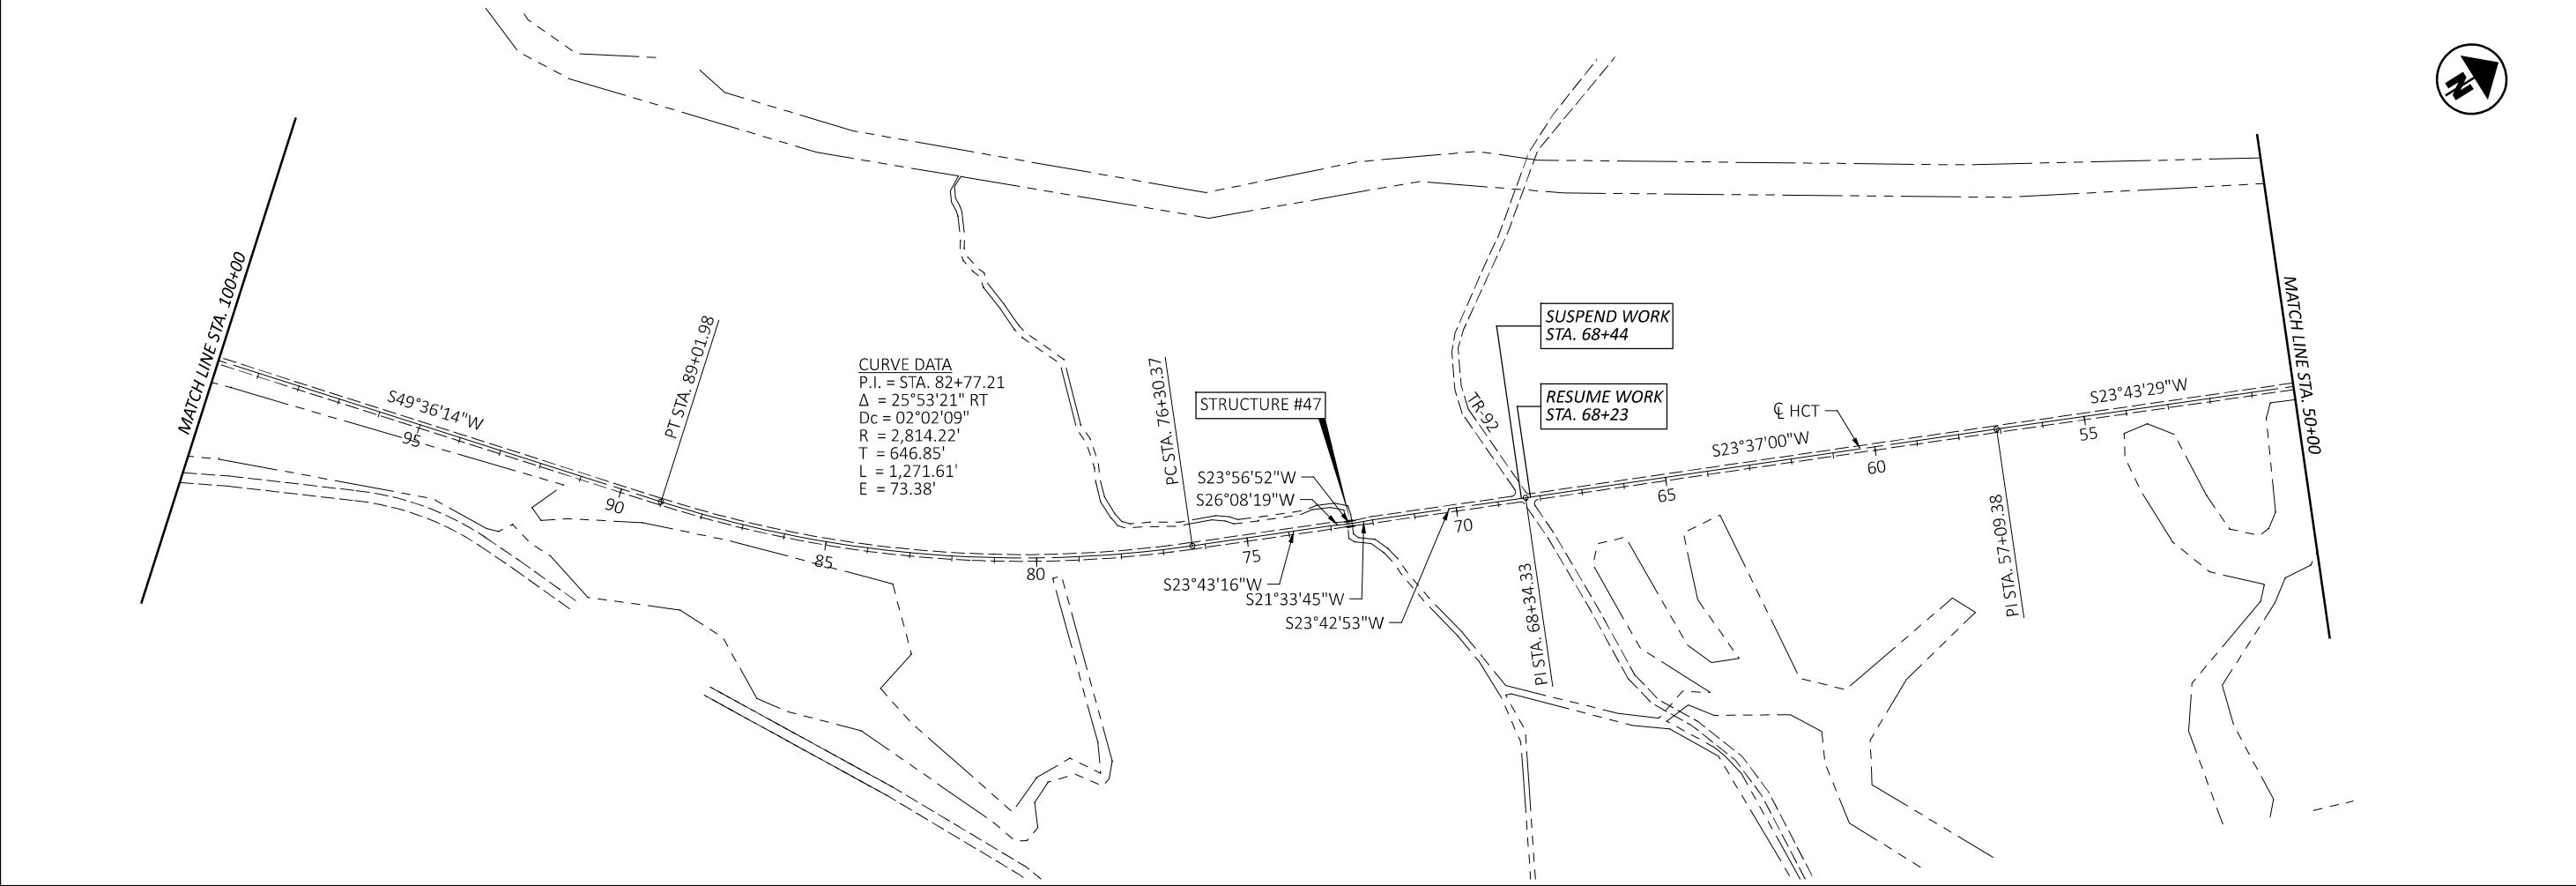 N
MATCH LINE STA. 100+00
S49°36'14"W
95
PT STA. 89+01.98
90
CURVE DATA
P.I. = STA. 82+77.21
Δ = 25°53'21" RT
Dc = 02°02'09"
R = 2,814.22'
T = 646.85'
L = 1,271.61'
E = 73.38'
85
80
PC STA. 76+30.37
STRUCTURE #47
S23°56'52"W
S26°08'19"W
75
S23°43'16"W
S21°33'45"W
S23°42'53"W
70
TR-92
SUSPEND WORK
STA. 68+44
RESUME WORK
STA. 68+23
PI STA. 68+34.33
65
S23°37'00"W
℄ HCT
60
PI STA. 57+09.38
S23°43'29"W
55
MATCH LINE STA. 50+00